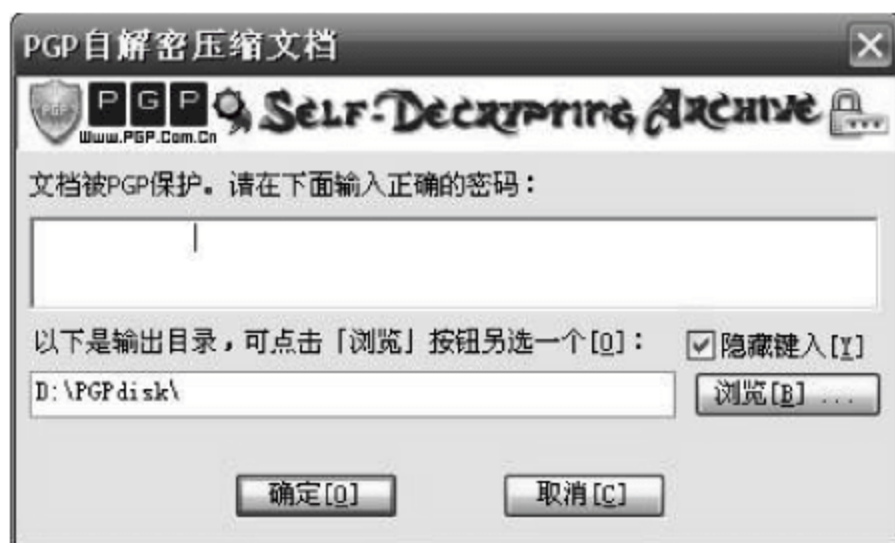 PGP自解密压缩文档
PGP PGP SELF-DECRYPTING ARCHIVE
Www.PGP.Com.Cn
文档被PGP保护。请在下面输入正确的密码：
以下是输出目录，可点击「浏览」按钮另选一个[O]： 隐藏键入[Y]
D:\PGPdisk\ 浏览[B] ...
确定[O] 取消[C]